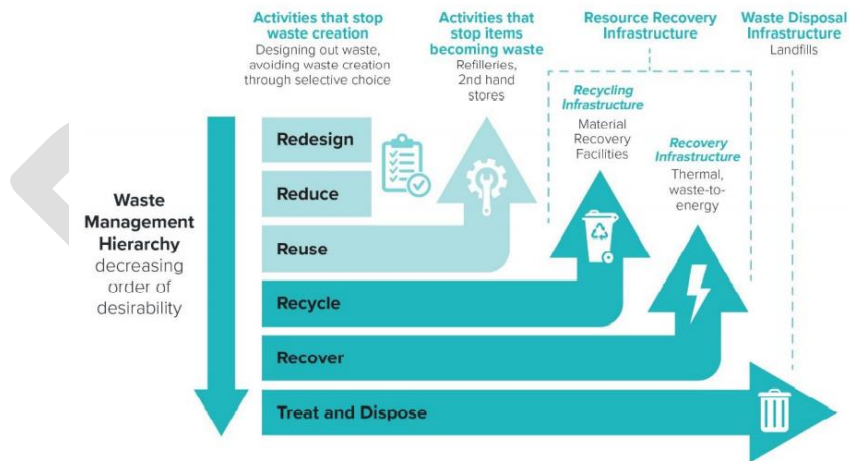 Activities that stop
waste creation
Designing out waste,
avoiding waste creation
through selective choice
Activities that
stop items
becoming waste
Refilleries,
2nd hand
stores
Resource Recovery
Infrastructure
Waste Disposal
Infrastructure
Landfills
Recycling
Infrastructure
Material
Recovery
Facilities
Recovery
Infrastructure
Thermal,
waste-to-
energy
Waste
Management
Hierarchy
decreasing
order of
desirability
Redesign
Reduce
Reuse
Recycle
Recover
Treat and Dispose